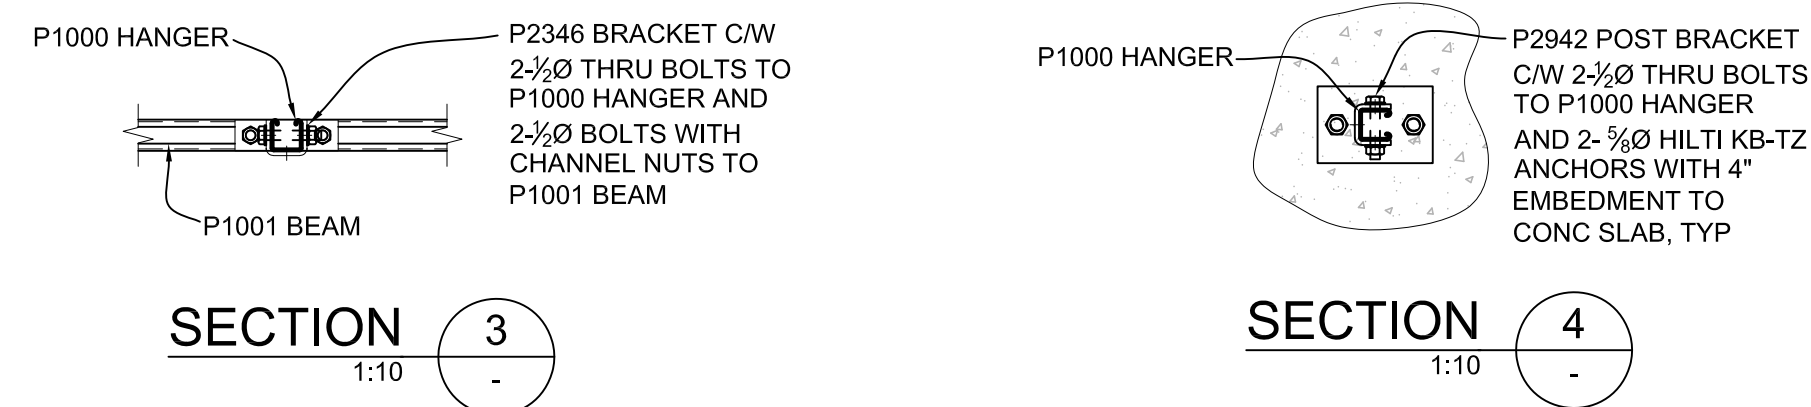 P1000 HANGER
P2346 BRACKET C/W
2-½Ø THRU BOLTS TO
P1000 HANGER AND
2-½Ø BOLTS WITH
CHANNEL NUTS TO
P1001 BEAM
P1001 BEAM
SECTION
3
1:10
-
P1000 HANGER
P2942 POST BRACKET
C/W 2-½Ø THRU BOLTS
TO P1000 HANGER
AND 2- ⅝Ø HILTI KB-TZ
ANCHORS WITH 4"
EMBEDMENT TO
CONC SLAB, TYP
SECTION
4
1:10
-